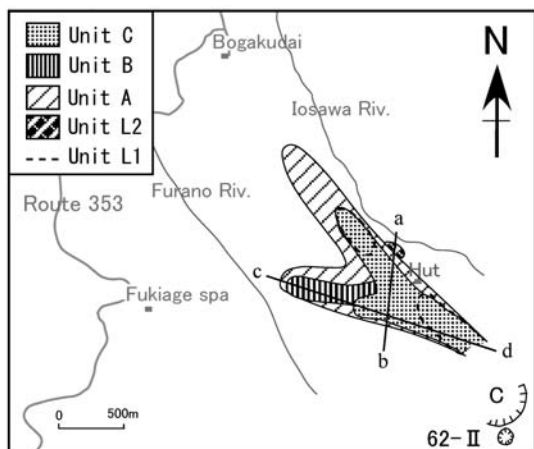 Unit C
Unit B
Unit A
Unit L2
Unit L1
Bogakudai
N
Iosawa Riv.
Furano Riv.
Route 353
a
Hut
c
Fukiage spa
b
d
0 500m
C
62-II